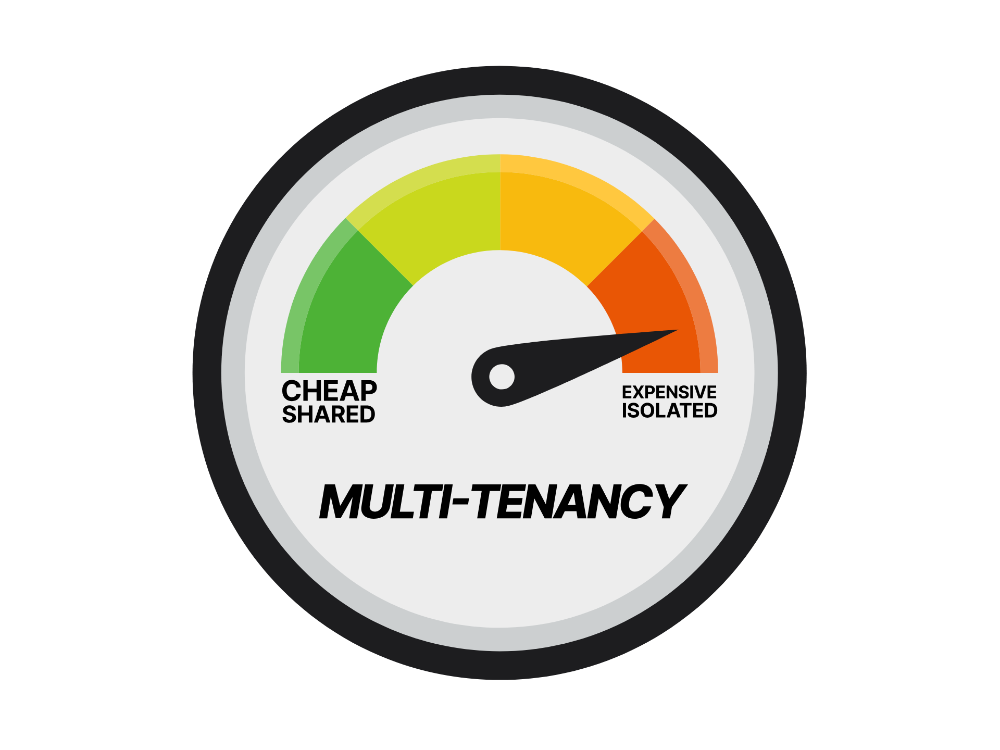 CHEAP
SHARED
EXPENSIVE
ISOLATED
MULTI-TENANCY